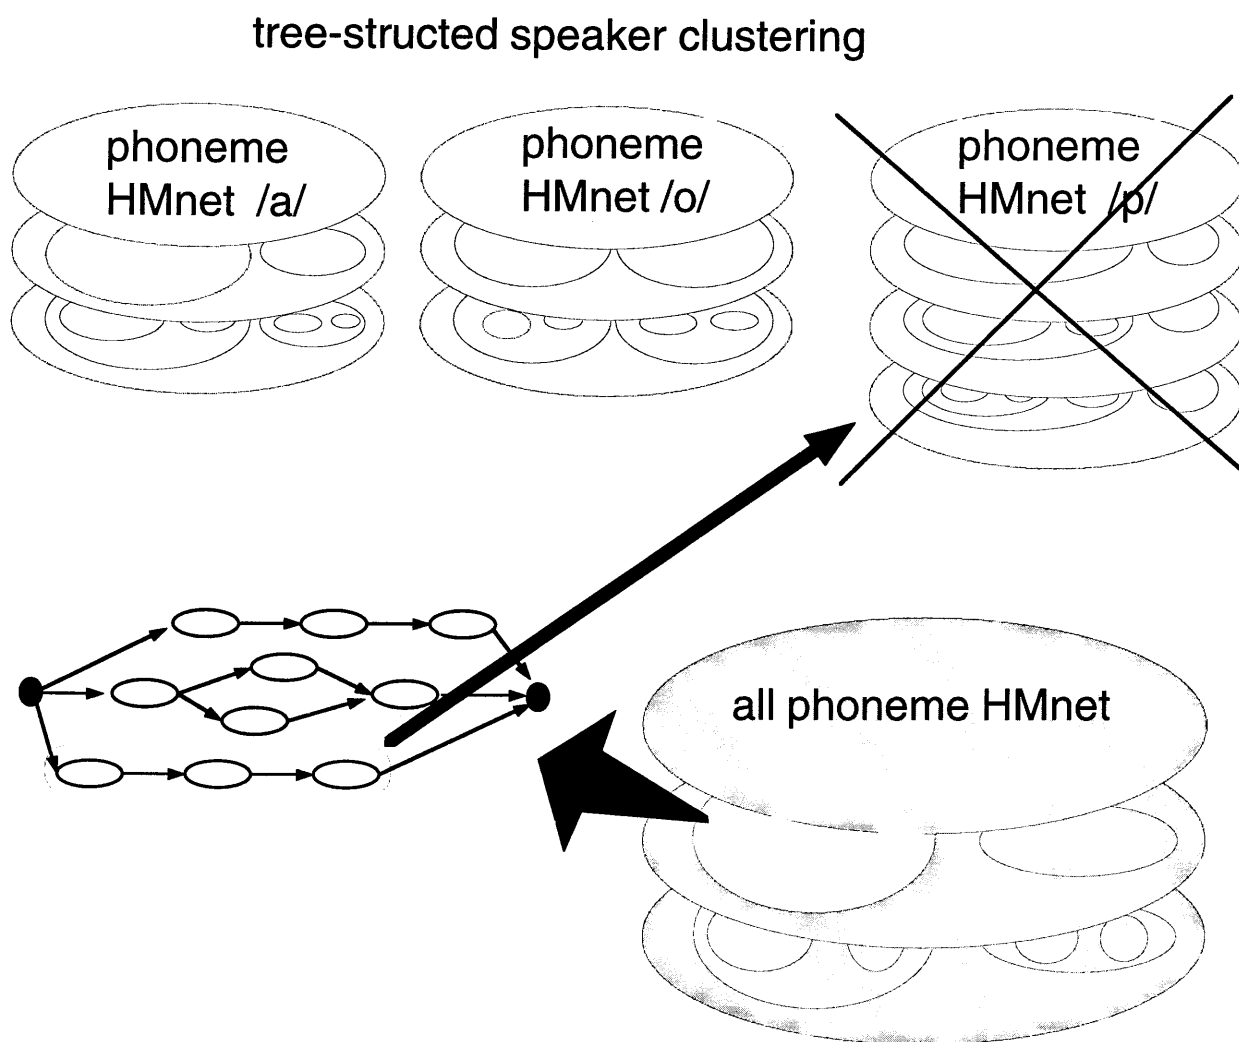 tree-structed speaker clustering
phoneme
HMnet /a/
phoneme
HMnet /o/
phoneme
HMnet /p/
all phoneme HMnet